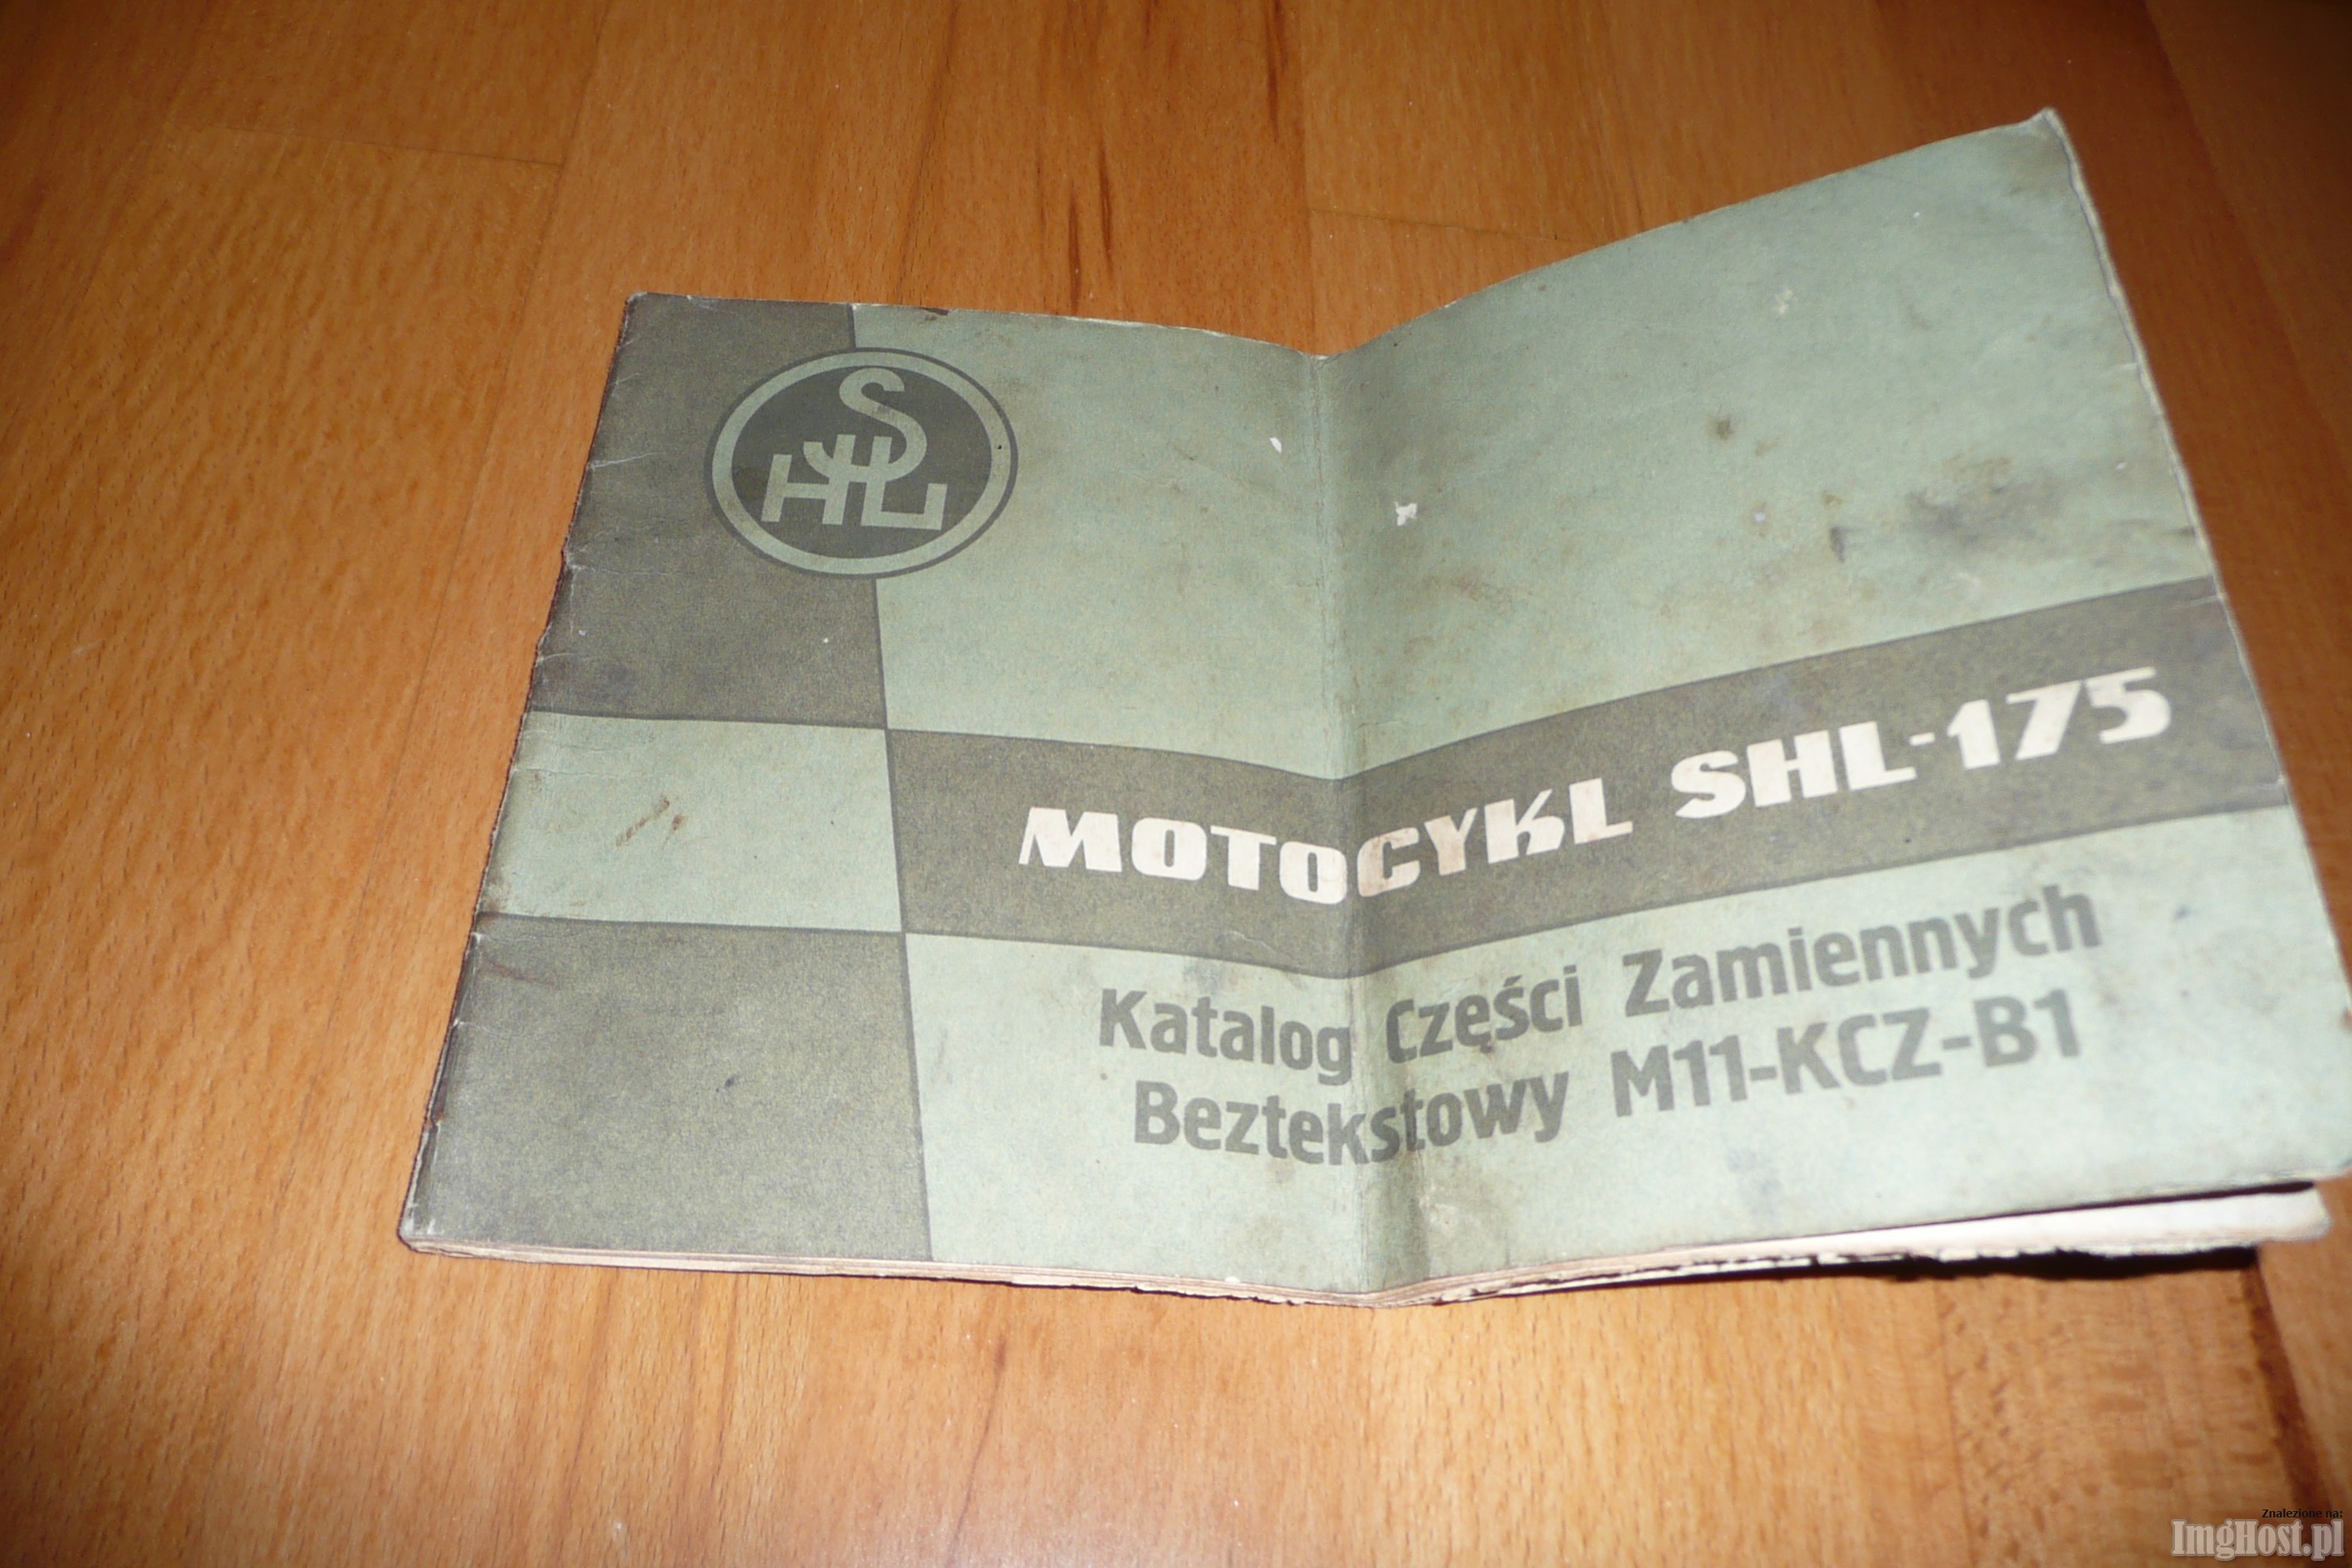 SHL
MOTOCYKL SHL-175
Katalog Części Zamiennych
Beztekstowy M11-KCZ-B1
Znalezione na:
ImgHost.pl